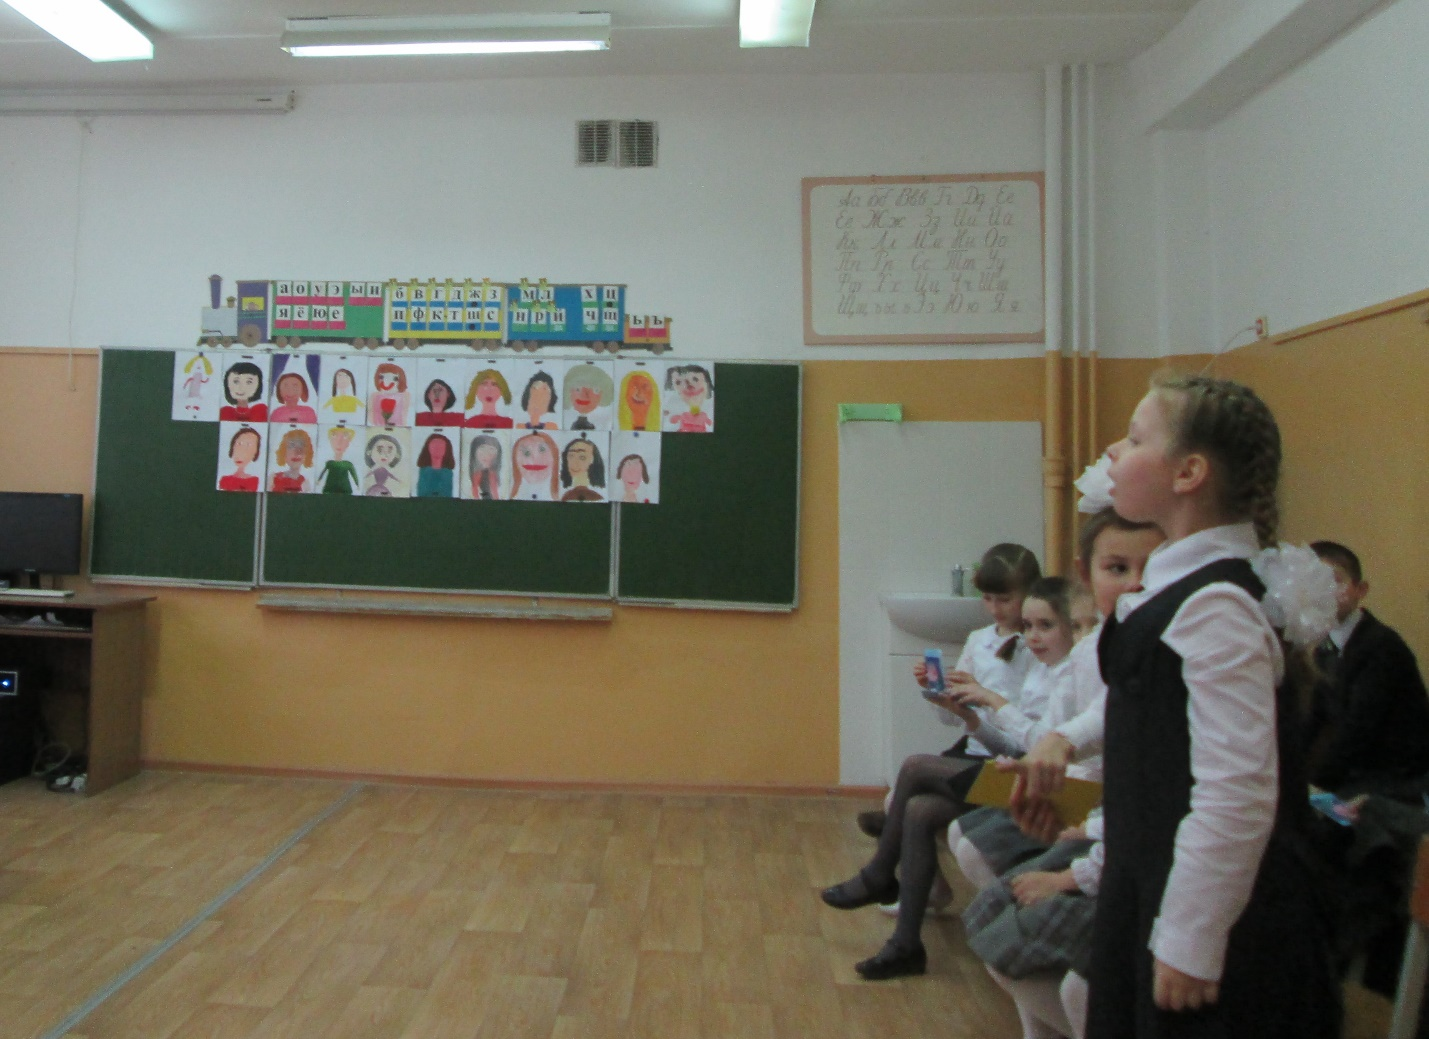 а о у э ы и б в г д ж з м л х ц
я ё ю е п ф к т ш с н р й ч щ ь ъ
Аа Бб Вв Гг Дд Ее
Ёё Жж Зз Ии Йй
Кк Лл Мм Нн Оо
Пп Рр Сс Тт Уу
Фф Хх Цц Чч Шш
Щщ ъ ы ь Ээ Юю Яя